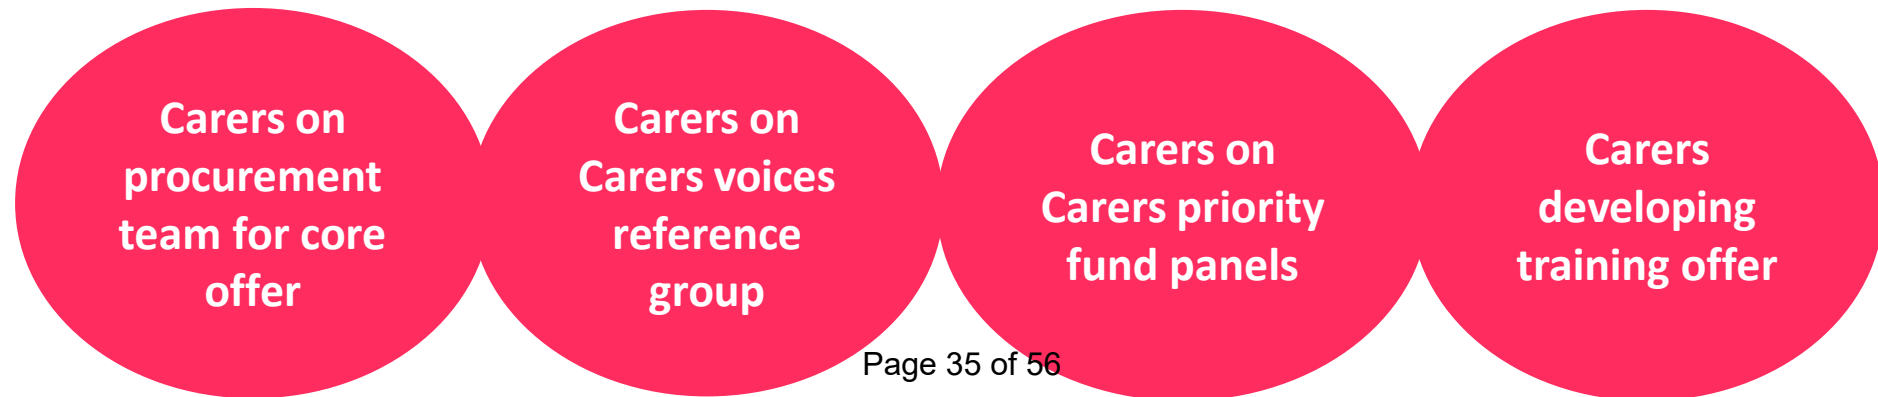 Carers on
procurement
team for core
offer
Carers on
Carers voices
reference
group
Carers on
Carers priority
fund panels
Carers
developing
training offer
Page 35 of 56